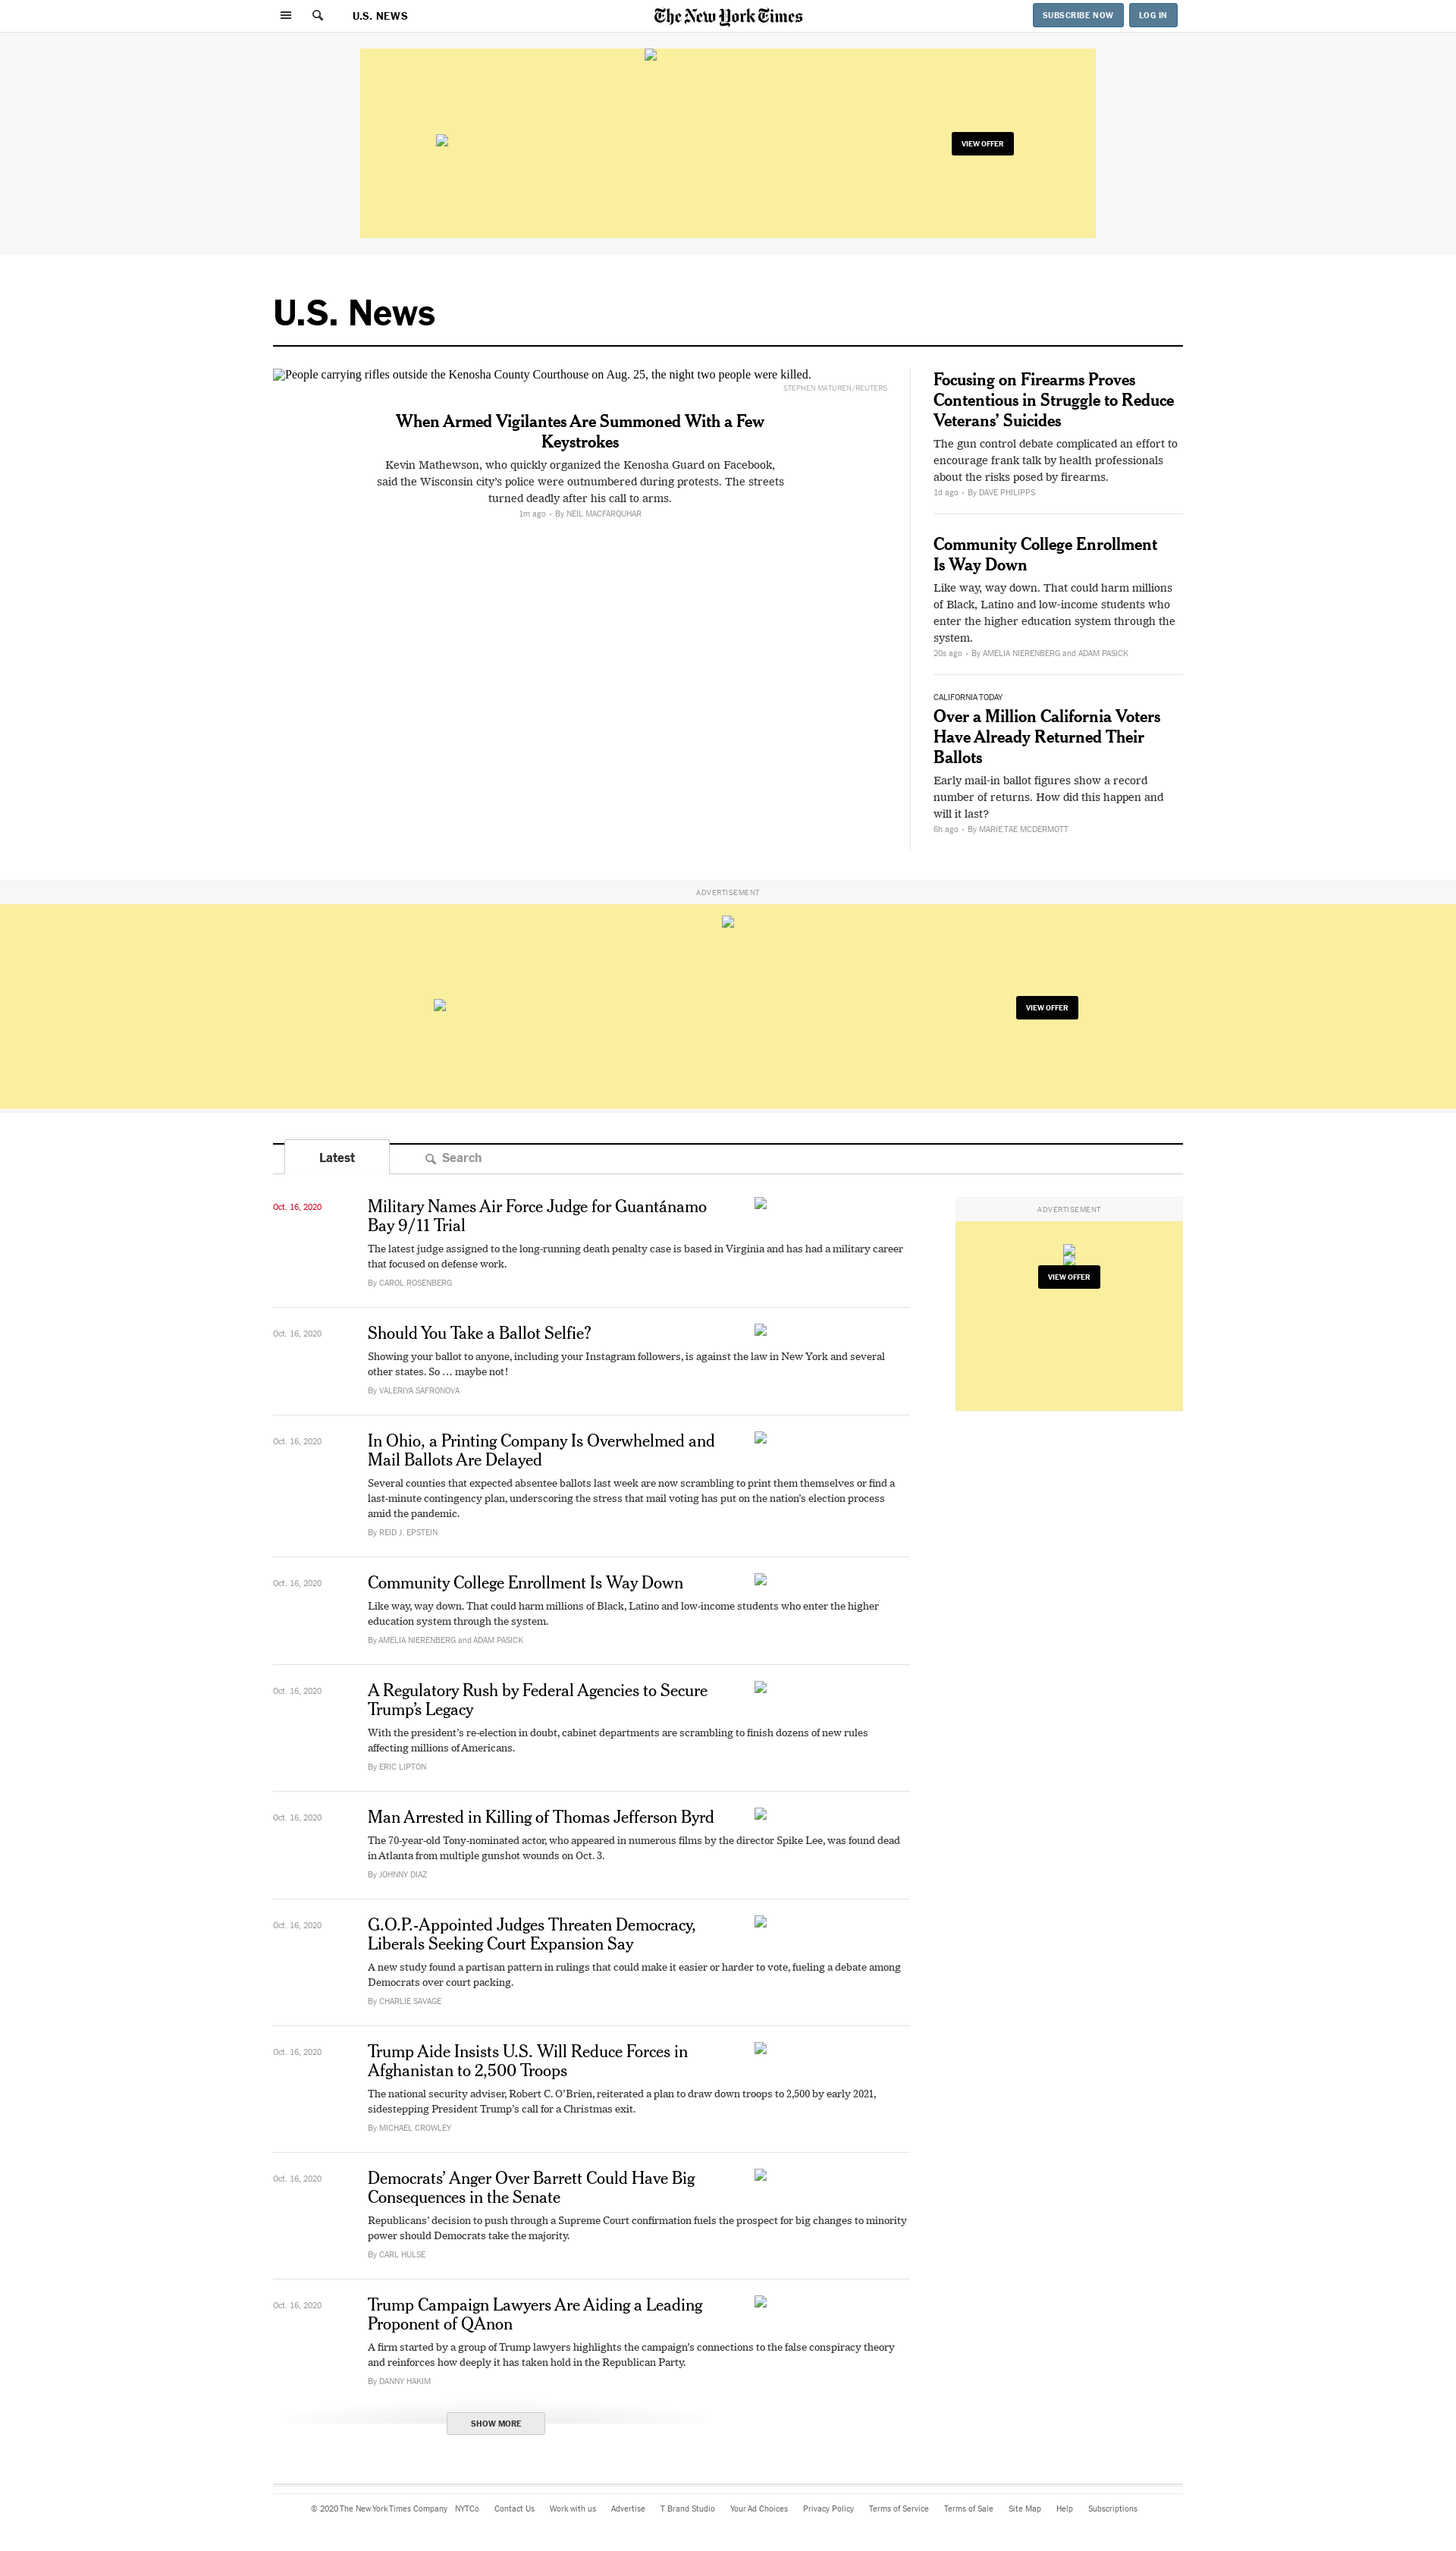 U.S. NEWS
The New York Times
SUBSCRIBE NOW
LOG IN
VIEW OFFER
U.S. News
People carrying rifles outside the Kenosha County Courthouse on Aug. 25, the night two people were killed.
STEPHEN MATUREN/REUTERS
When Armed Vigilantes Are Summoned With a Few
Keystrokes
Kevin Mathewson, who quickly organized the Kenosha Guard on Facebook,
said the Wisconsin city’s police were outnumbered during protests. The streets
turned deadly after his call to arms.
1m ago • By NEIL MACFARQUHAR
Focusing on Firearms Proves
Contentious in Struggle to Reduce
Veterans’ Suicides
The gun control debate complicated an effort to
encourage frank talk by health professionals
about the risks posed by firearms.
1d ago • By DAVE PHILIPPS
Community College Enrollment
Is Way Down
Like way, way down. That could harm millions
of Black, Latino and low-income students who
enter the higher education system through the
system.
20s ago • By AMELIA NIERENBERG and ADAM PASICK
CALIFORNIA TODAY
Over a Million California Voters
Have Already Returned Their
Ballots
Early mail-in ballot figures show a record
number of returns. How did this happen and
will it last?
6h ago • By MARIE TAE MCDERMOTT
ADVERTISEMENT
VIEW OFFER
Latest
Search
Oct. 16, 2020
Military Names Air Force Judge for Guantánamo
Bay 9/11 Trial
The latest judge assigned to the long-running death penalty case is based in Virginia and has had a military career
that focused on defense work.
By CAROL ROSENBERG
ADVERTISEMENT
VIEW OFFER
Oct. 16, 2020
Should You Take a Ballot Selfie?
Showing your ballot to anyone, including your Instagram followers, is against the law in New York and several
other states. So … maybe not!
By VALERIYA SAFRONOVA
Oct. 16, 2020
In Ohio, a Printing Company Is Overwhelmed and
Mail Ballots Are Delayed
Several counties that expected absentee ballots last week are now scrambling to print them themselves or find a
last-minute contingency plan, underscoring the stress that mail voting has put on the nation’s election process
amid the pandemic.
By REID J. EPSTEIN
Oct. 16, 2020
Community College Enrollment Is Way Down
Like way, way down. That could harm millions of Black, Latino and low-income students who enter the higher
education system through the system.
By AMELIA NIERENBERG and ADAM PASICK
Oct. 16, 2020
A Regulatory Rush by Federal Agencies to Secure
Trump’s Legacy
With the president’s re-election in doubt, cabinet departments are scrambling to finish dozens of new rules
affecting millions of Americans.
By ERIC LIPTON
Oct. 16, 2020
Man Arrested in Killing of Thomas Jefferson Byrd
The 70-year-old Tony-nominated actor, who appeared in numerous films by the director Spike Lee, was found dead
in Atlanta from multiple gunshot wounds on Oct. 3.
By JOHNNY DIAZ
Oct. 16, 2020
G.O.P.-Appointed Judges Threaten Democracy,
Liberals Seeking Court Expansion Say
A new study found a partisan pattern in rulings that could make it easier or harder to vote, fueling a debate among
Democrats over court packing.
By CHARLIE SAVAGE
Oct. 16, 2020
Trump Aide Insists U.S. Will Reduce Forces in
Afghanistan to 2,500 Troops
The national security adviser, Robert C. O’Brien, reiterated a plan to draw down troops to 2,500 by early 2021,
sidestepping President Trump’s call for a Christmas exit.
By MICHAEL CROWLEY
Oct. 16, 2020
Democrats’ Anger Over Barrett Could Have Big
Consequences in the Senate
Republicans’ decision to push through a Supreme Court confirmation fuels the prospect for big changes to minority
power should Democrats take the majority.
By CARL HULSE
Oct. 16, 2020
Trump Campaign Lawyers Are Aiding a Leading
Proponent of QAnon
A firm started by a group of Trump lawyers highlights the campaign’s connections to the false conspiracy theory
and reinforces how deeply it has taken hold in the Republican Party.
By DANNY HAKIM
SHOW MORE
© 2020 The New York Times Company NYTCo Contact Us Work with us Advertise T Brand Studio Your Ad Choices Privacy Policy Terms of Service Terms of Sale Site Map Help Subscriptions